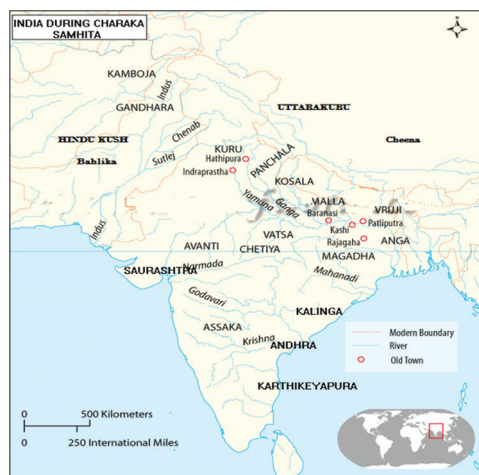 INDIA DURING CHARAKA
SAMHITA
N
KAMBOJA
Indus
GANDHARA
UTTARAKURU
Chenab
HINDU KUSH
Cheena
Bahlika
Sutlej
KURU
Hathipura
PANCHALA
Indraprastha
KOSALA
Yamuna
Ganga
MALLA
Baranasi
VRIJI
Kashi
Patliputra
Indus
VATSA
Rajagaha
ANGA
AVANTI
CHETIYA
MAGADHA
SAURASHTRA
Narmada
Mahanadi
Godavari
KALINGA
ASSAKA
Krishna
ANDHRA
Modern Boundary
River
Old Town
KARTHIKEYAPURA
0 500 Kilometers
0 250 International Miles